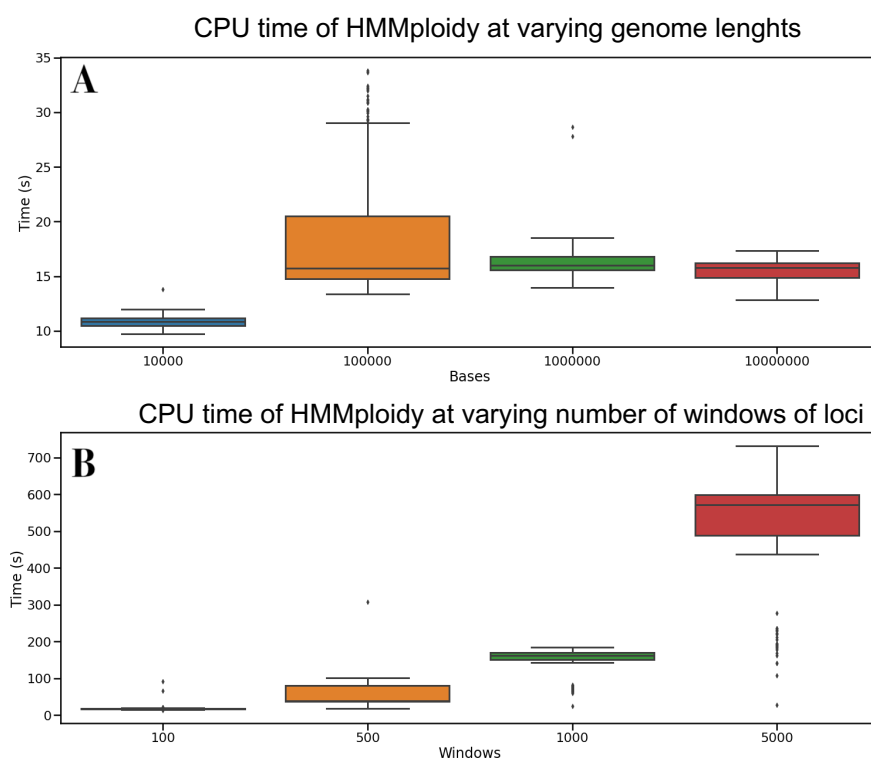 CPU time of HMMploidy at varying genome lenghts
A
35
30
25
20
15
10
Time (s)
10000
100000
1000000
10000000
Bases
CPU time of HMMploidy at varying number of windows of loci
B
700
600
500
400
300
200
100
0
Time (s)
100
500
1000
5000
Windows